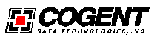 COGENT
DATA TECHNOLOGIES, INC